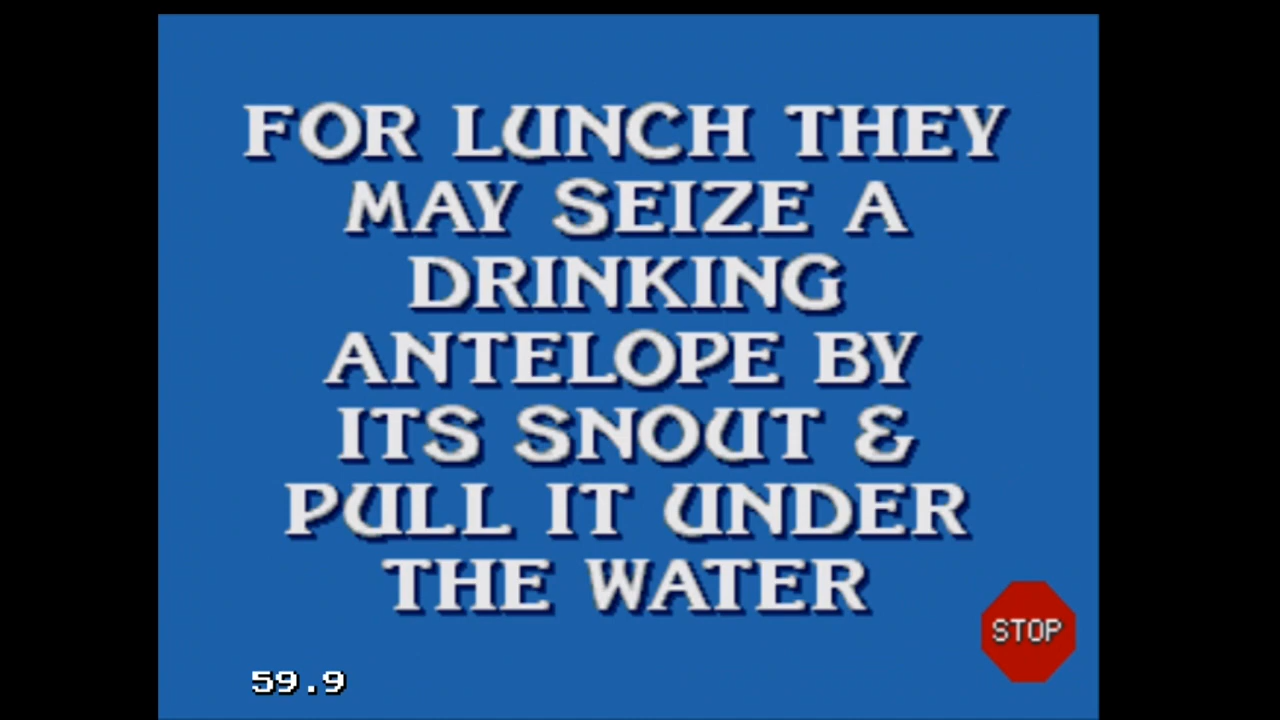 FOR LUNCH THEY
MAY SEIZE A
DRINKING
ANTELOPE BY
ITS SNOUT &
PULL IT UNDER
THE WATER
STOP
59.9